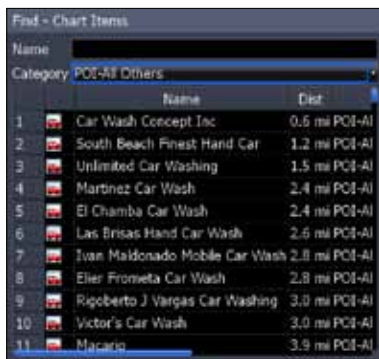 Find - Chart Items
Name
Category POI-All Others
Name Dist
1 Car Wash Concept Inc 0.6 mi POI-Al
2 South Beach Finest Hand Car 1.2 mi POI-Al
3 Unlimited Car Washing 1.5 mi POI-Al
4 Martinez Car Wash 2.4 mi POI-Al
5 El Chamba Car Wash 2.4 mi POI-Al
6 Las Brisas Hand Car Wash 2.6 mi POI-Al
7 Ivan Maldonado Mobile Car Wash 2.8 mi POI-Al
8 Elier Frometa Car Wash 2.8 mi POI-Al
9 Rigoberto J Vargas Car Washing 3.0 mi POI-Al
10 Victor's Car Wash 3.0 mi POI-Al
11 Macario 3.9 mi POI-Al